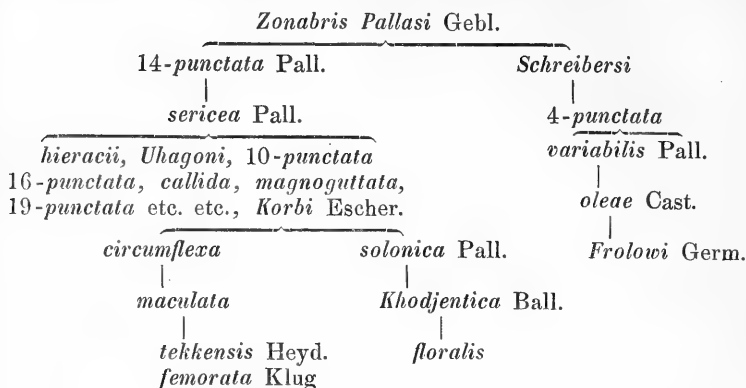 Zonabris Pallasi Gebl.
14-punctata Pall. Schreibersi
sericea Pall. 4-punctata
hieracii, Uhagoni, 10-punctata variabilis Pall.
16-punctata, callida, magnoguttata,
oleae Cast.
19-punctata etc. etc., Korbi Escher.
circumflexa solonica Pall. Frolowi Germ.
maculata Khodjentica Ball.
tekkensis Heyd. floralis
femorata Klug